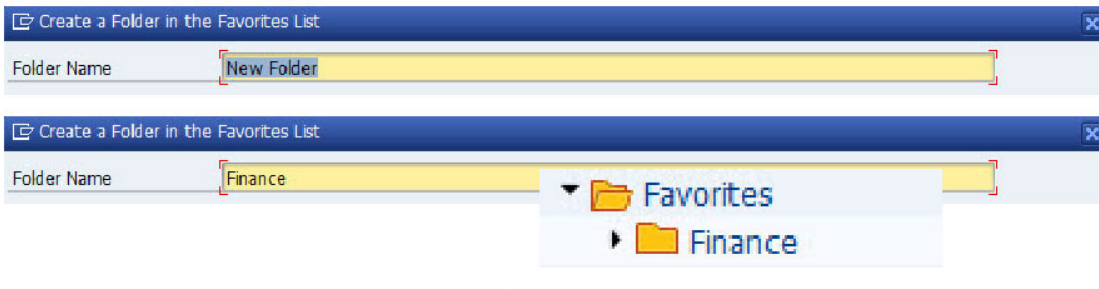 Create a Folder in the Favorites List
Folder Name New Folder
Create a Folder in the Favorites List
Folder Name Finance
Favorites
Finance